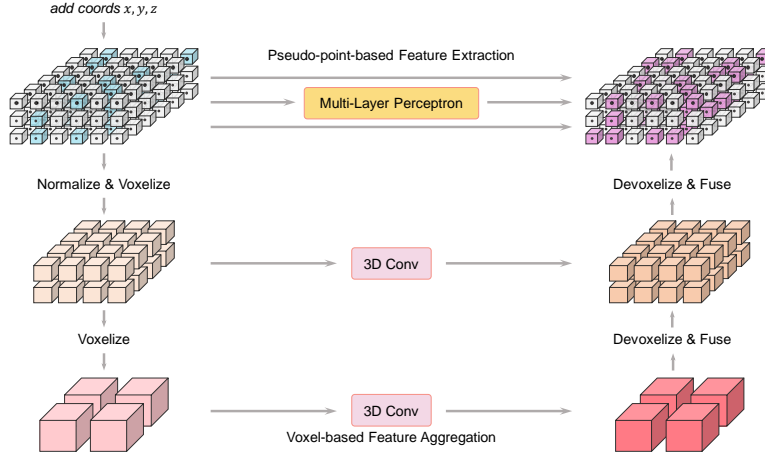 add coords x, y, z
Pseudo-point-based Feature Extraction
Multi-Layer Perceptron
Normalize & Voxelize
Devoxelize & Fuse
3D Conv
Voxelize
Devoxelize & Fuse
3D Conv
Voxel-based Feature Aggregation